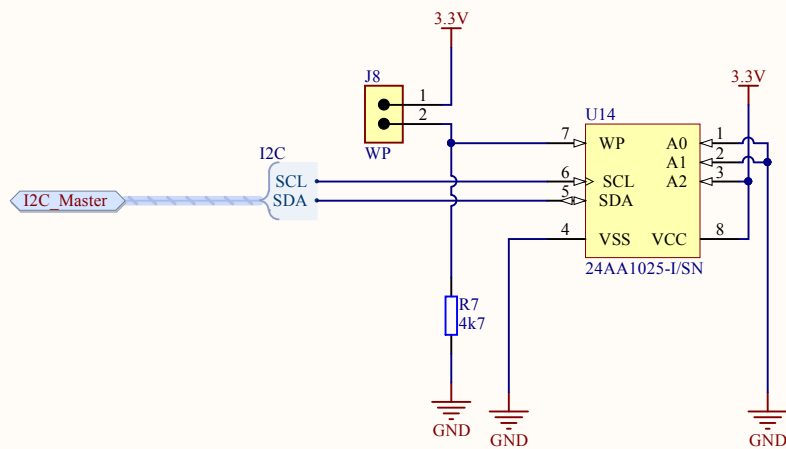 3.3V
J8
1
2
WP
3.3V
U14
7 WP A0 1
A1 2
I2C
6 SCL A2 3
SCL
5 SDA
SDA
I2C_Master
4 VSS VCC 8
24AA1025-I/SN
R7
4k7
GND
GND
GND